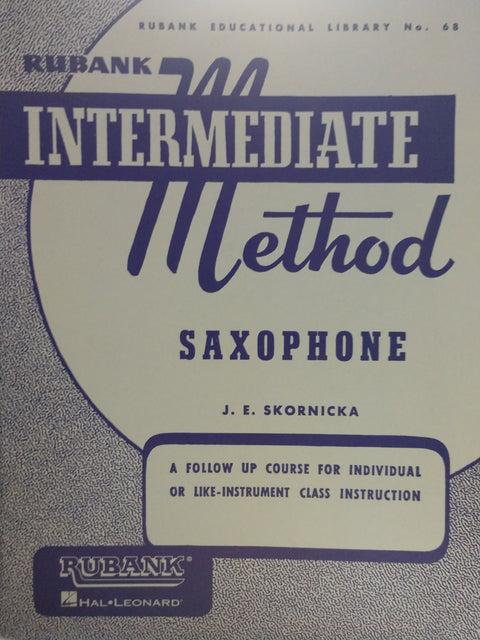 RUBANK EDUCATIONAL LIBRARY No. 68
RUBANK
INTERMEDIATE
Method
SAXOPHONE
J. E. SKORNICKA
A FOLLOW UP COURSE FOR INDIVIDUAL
OR LIKE-INSTRUMENT CLASS INSTRUCTION
RUBANK®
HAL•LEONARD®